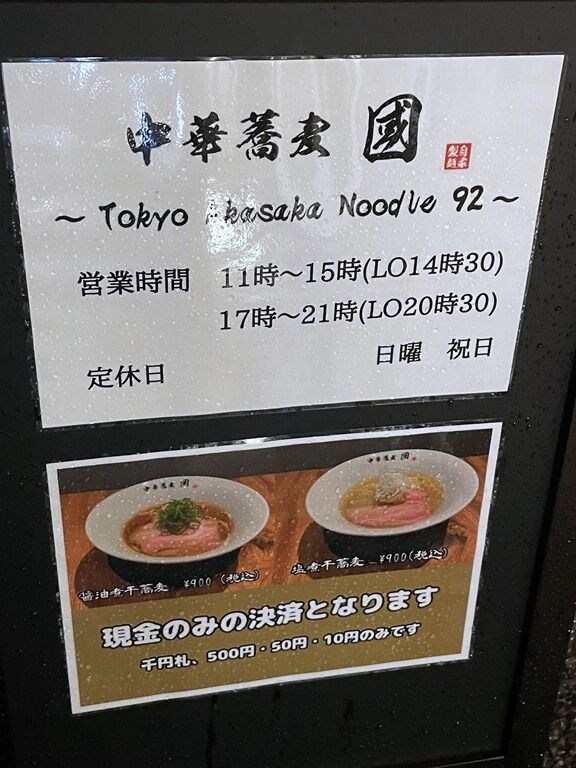 中華蕎麦 國
自家製麺
～ Tokyo Akasaka Noodle 92 ～
営業時間 11時～15時(LO14時30)
17時～21時(LO20時30)
定休日 日曜 祝日
中華蕎麦 國
中華蕎麦 國
醤油煮干蕎麦 ¥900 (税込)
塩煮干蕎麦 ¥900(税込)
現金のみの決済となります
千円札、500円・50円・10円のみです